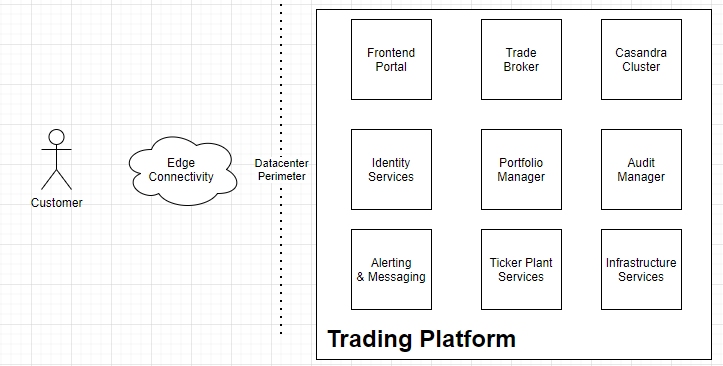 Frontend
Portal
Trade
Broker
Casandra
Cluster
Customer
Edge
Connectivity
Datacenter
Perimeter
Identity
Services
Portfolio
Manager
Audit
Manager
Alerting
& Messaging
Ticker Plant
Services
Infrastructure
Services
Trading Platform